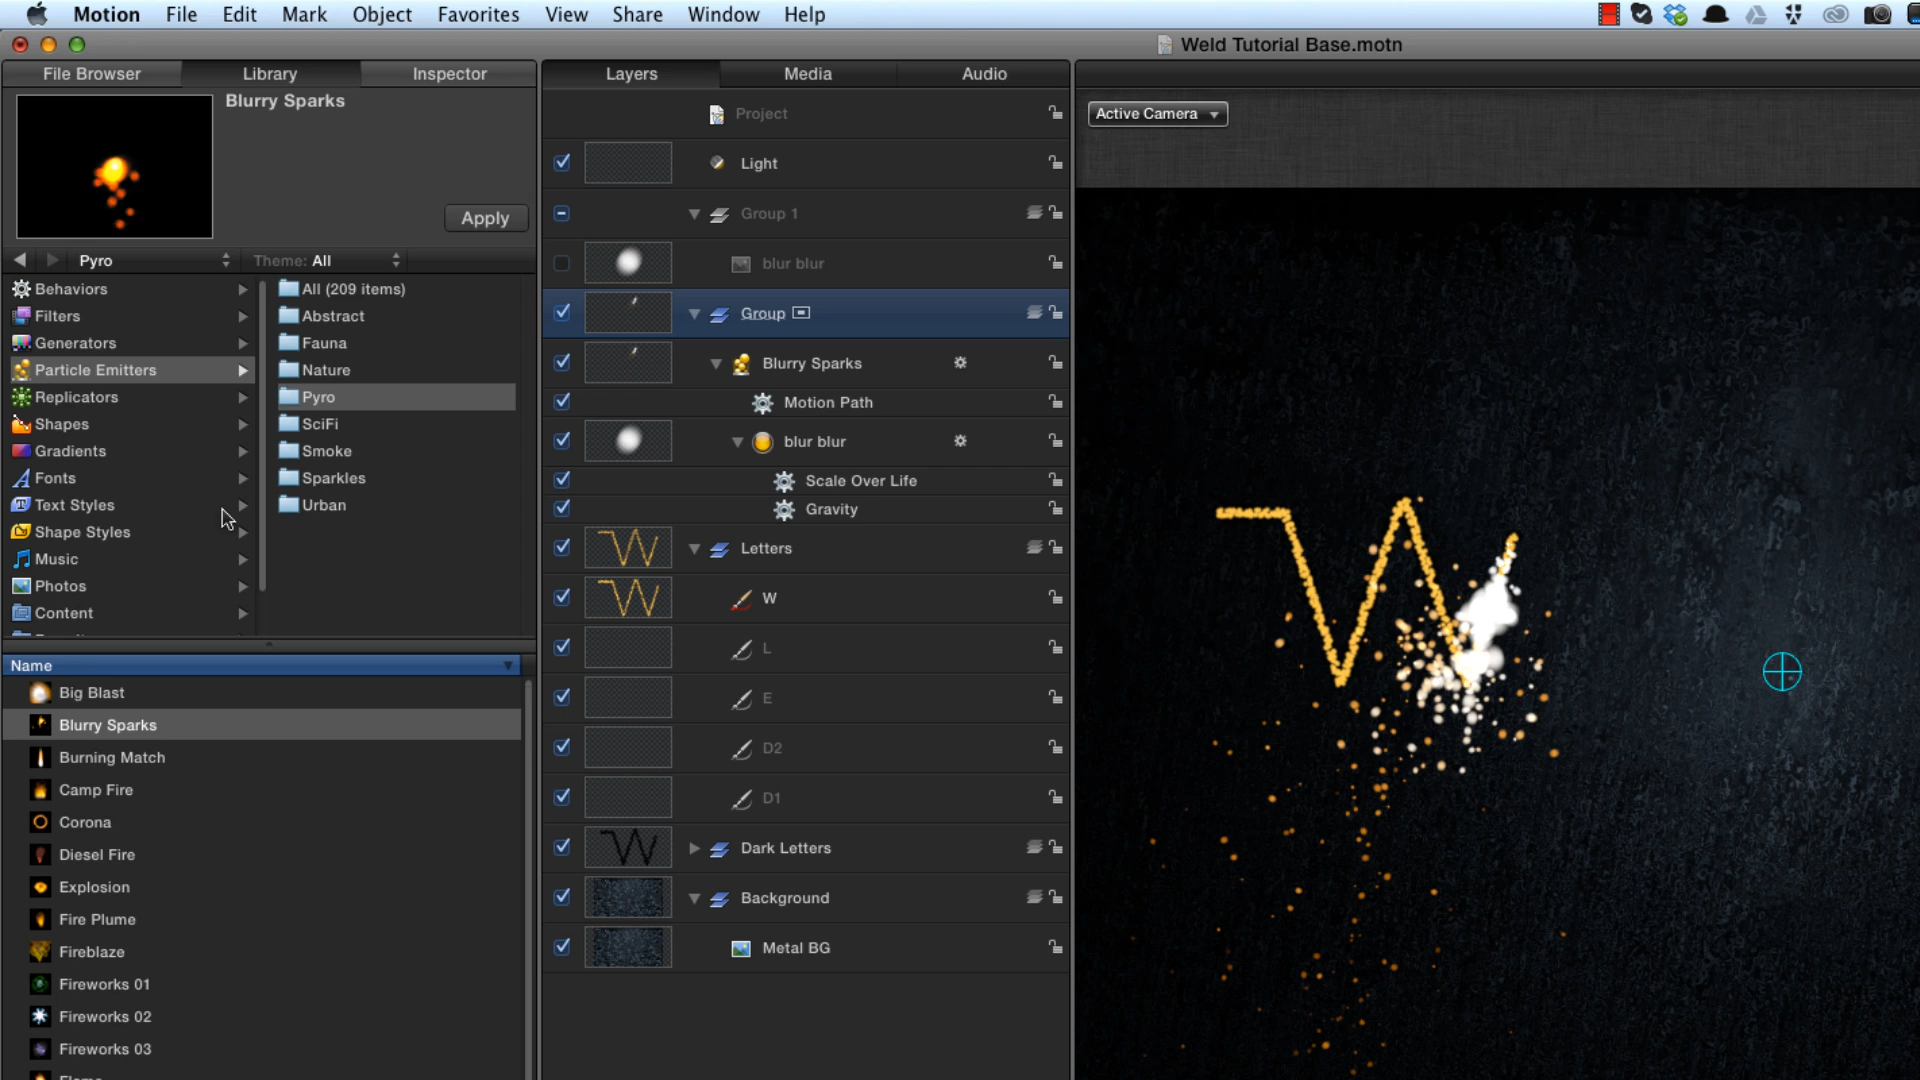 Motion File Edit Mark Object Favorites View Share Window Help
Weld Tutorial Base.motn
File Browser Library Inspector
Layers Media Audio
Blurry Sparks
Apply
Pyro Theme: All
Behaviors
Filters
Generators
Particle Emitters
Replicators
Shapes
Gradients
Fonts
Text Styles
Shape Styles
Music
Photos
Content
All (209 items)
Abstract
Fauna
Nature
Pyro
SciFi
Smoke
Sparkles
Urban
Name
Big Blast
Blurry Sparks
Burning Match
Camp Fire
Corona
Diesel Fire
Explosion
Fire Plume
Fireblaze
Fireworks 01
Fireworks 02
Fireworks 03
Project
Light
Group 1
blur blur
Group
Blurry Sparks
Motion Path
blur blur
Scale Over Life
Gravity
Letters
W
L
E
D2
D1
Dark Letters
Background
Metal BG
Active Camera
W